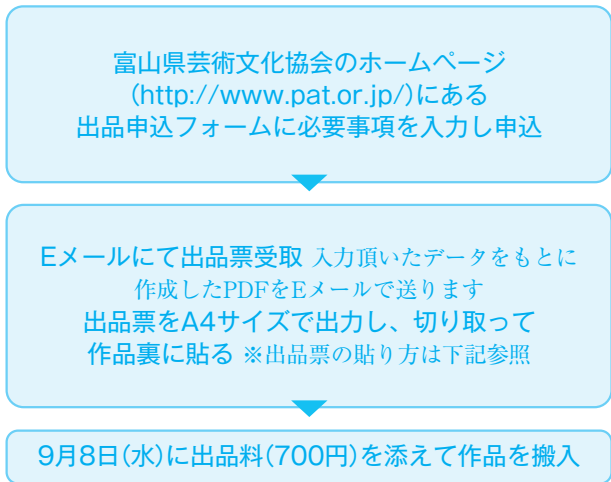 富山県芸術文化協会のホームページ
(http://www.pat.or.jp/)にある
出品申込フォームに必要事項を入力し申込
Eメールにて出品票受取 入力頂いたデータをもとに
作成したPDFをEメールで送ります
出品票をA4サイズで出力し、切り取って
作品裏に貼る ※出品票の貼り方は下記参照
9月8日(水)に出品料(700円)を添えて作品を搬入